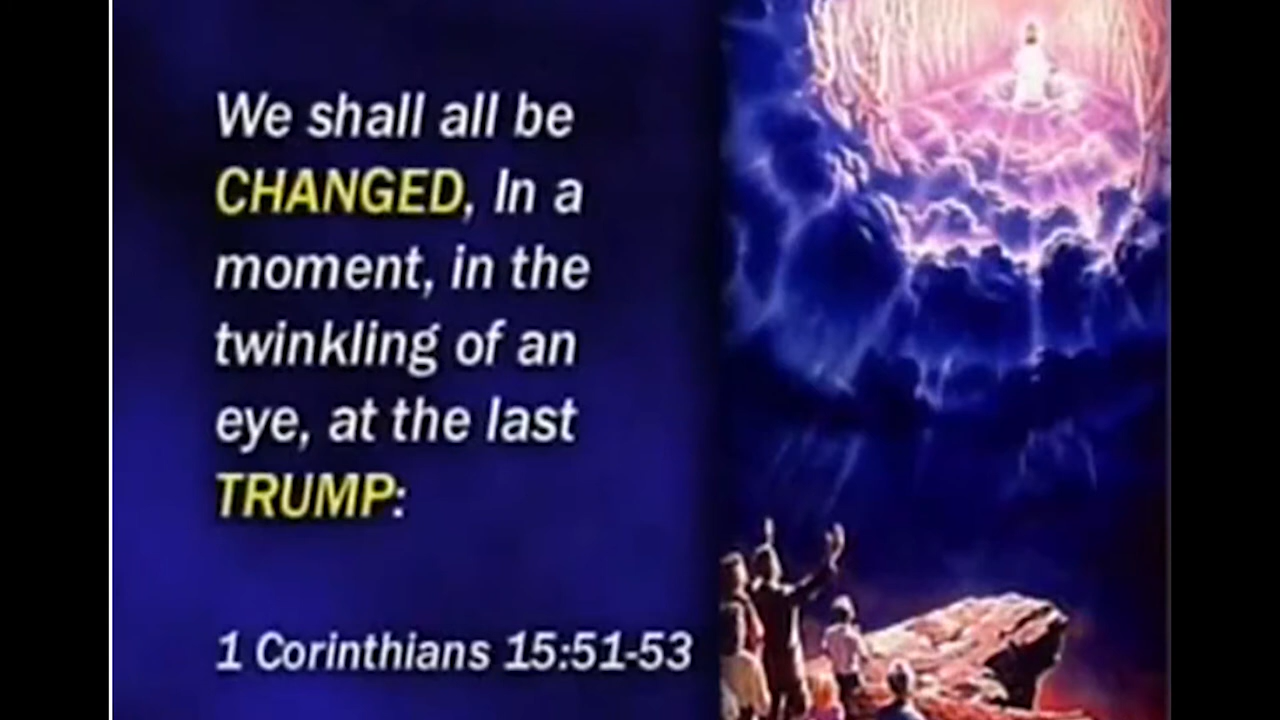 We shall all be
CHANGED, In a
moment, in the
twinkling of an
eye, at the last
TRUMP:
1 Corinthians 15:51-53